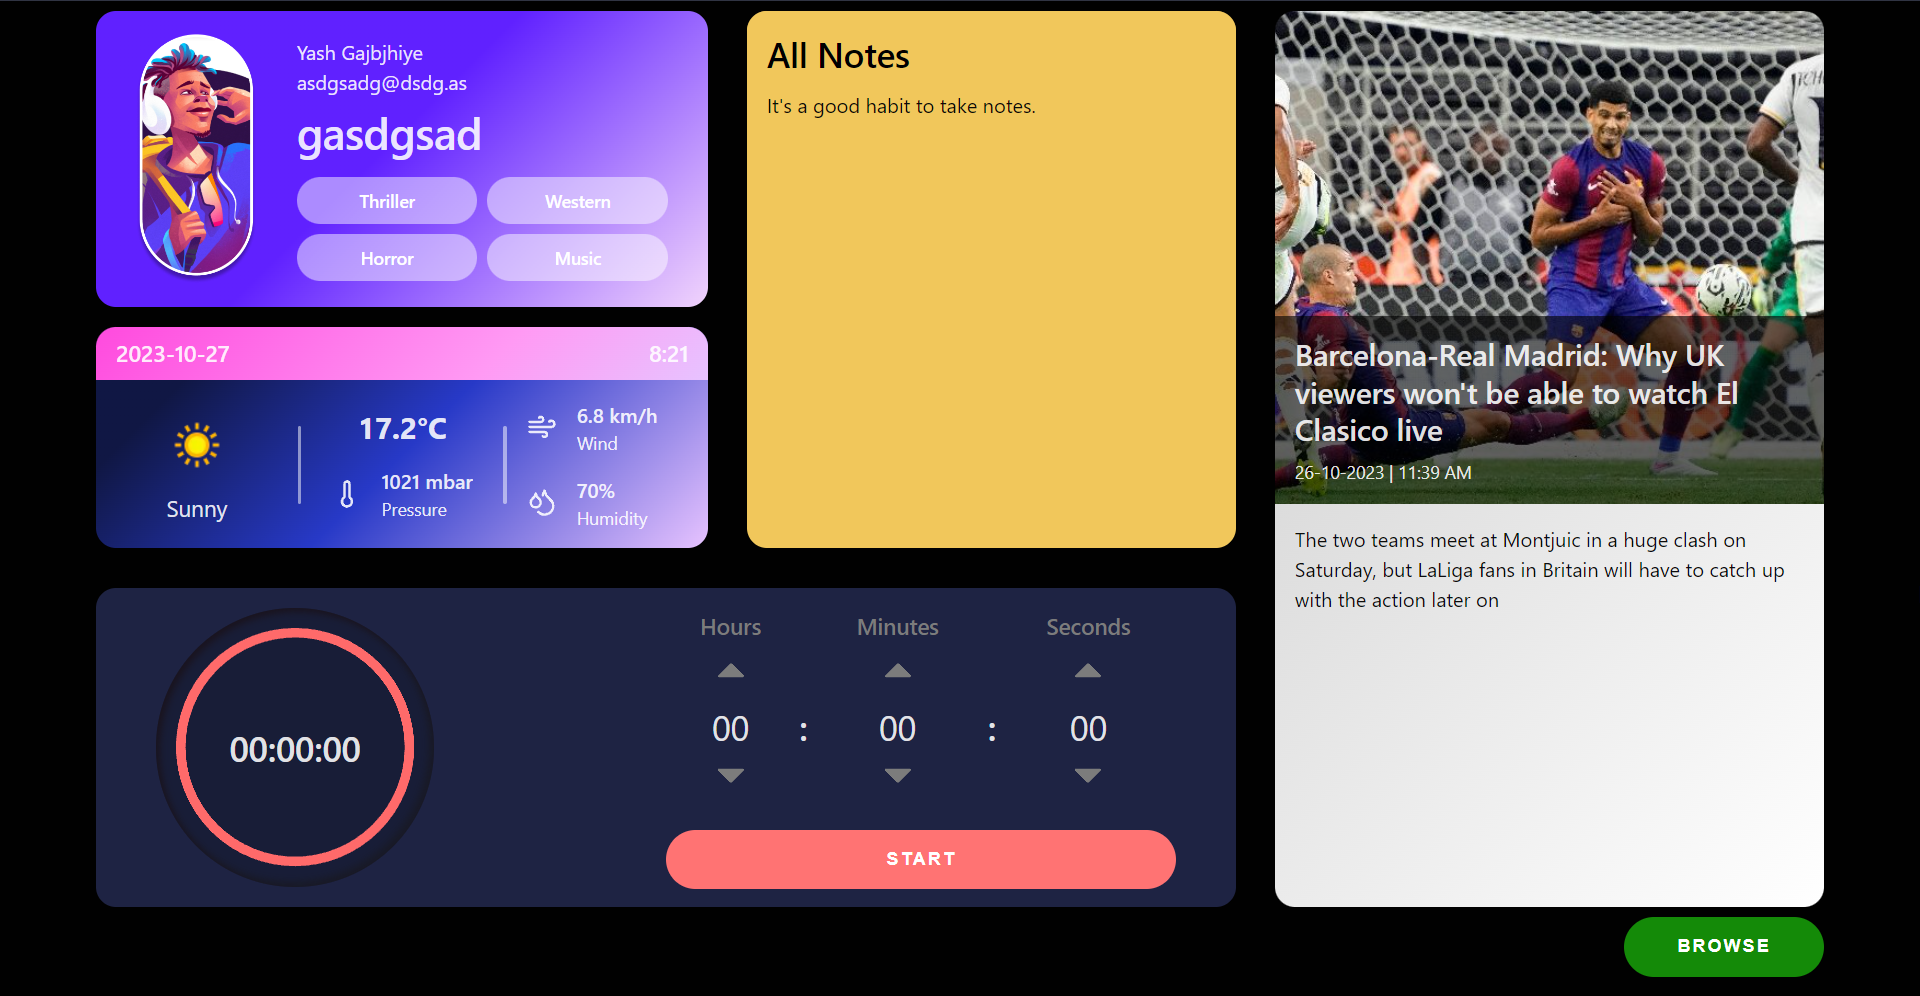 Yash Gajbjhiye
asdgsadg@dsdg.as
gasdgsad
Thriller
Western
Horror
Music
2023-10-27
8:21
Sunny
17.2°C
1021 mbar
Pressure
6.8 km/h
Wind
70%
Humidity
All Notes
It's a good habit to take notes.
00:00:00
Hours
Minutes
Seconds
00 : 00 : 00
START
Barcelona-Real Madrid: Why UK
viewers won't be able to watch El
Clasico live
26-10-2023 | 11:39 AM
The two teams meet at Montjuic in a huge clash on
Saturday, but LaLiga fans in Britain will have to catch up
with the action later on
BROWSE